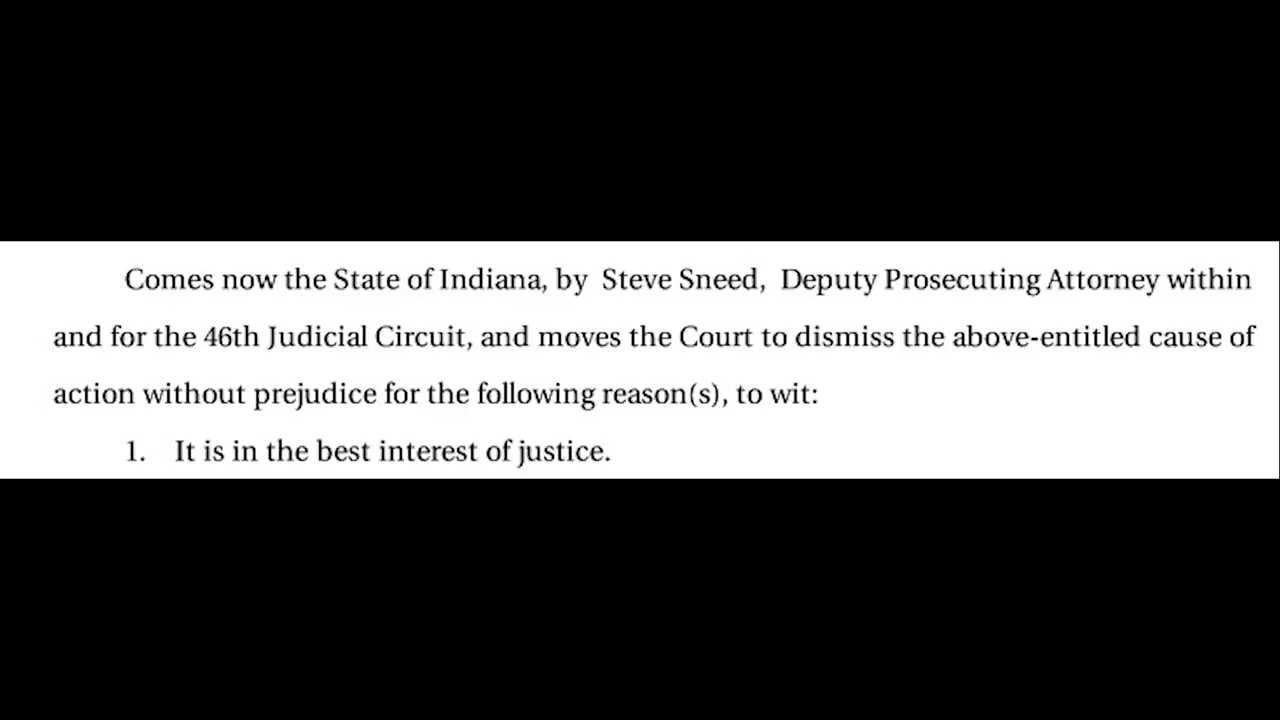 Comes now the State of Indiana, by Steve Sneed, Deputy Prosecuting Attorney within
and for the 46th Judicial Circuit, and moves the Court to dismiss the above-entitled cause of
action without prejudice for the following reason(s), to wit:
1. It is in the best interest of justice.